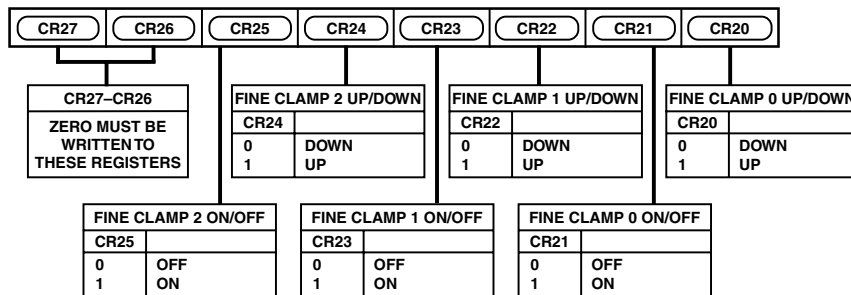 CR27 CR26 CR25 CR24 CR23 CR22 CR21 CR20
CR27–CR26
ZERO MUST BE
WRITTEN TO
THESE REGISTERS
FINE CLAMP 2 UP/DOWN
CR24
0 DOWN
1 UP
FINE CLAMP 1 UP/DOWN
CR22
0 DOWN
1 UP
FINE CLAMP 0 UP/DOWN
CR20
0 DOWN
1 UP
FINE CLAMP 2 ON/OFF
CR25
0 OFF
1 ON
FINE CLAMP 1 ON/OFF
CR23
0 OFF
1 ON
FINE CLAMP 0 ON/OFF
CR21
0 OFF
1 ON